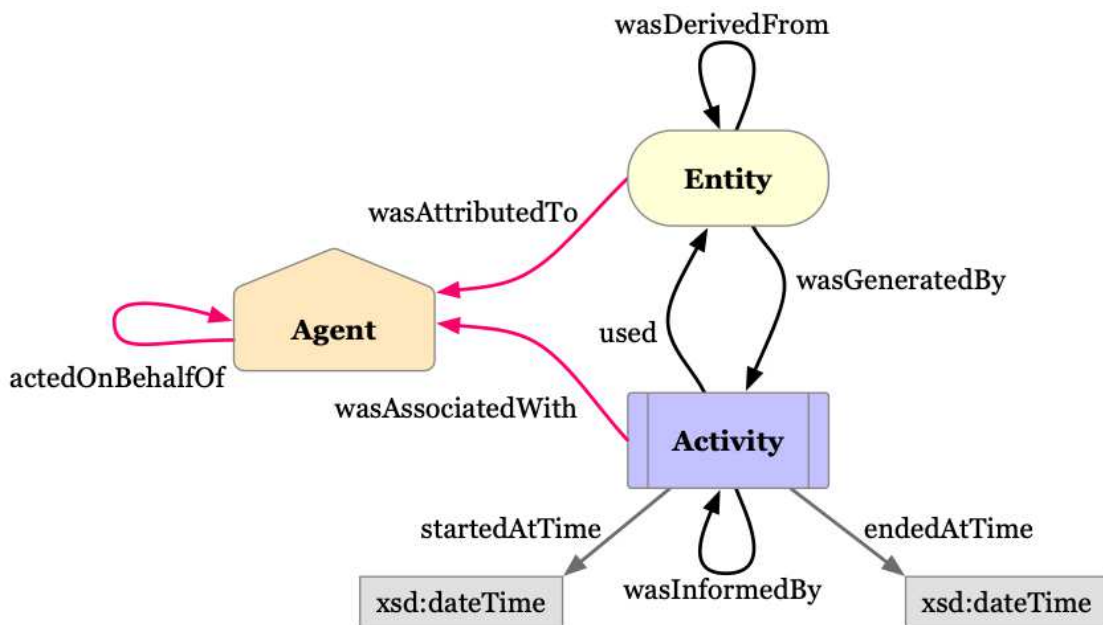 wasDerivedFrom
Entity
wasAttributedTo
wasGeneratedBy
Agent
used
actedOnBehalfOf
wasAssociatedWith
Activity
startedAtTime
endedAtTime
wasInformedBy
xsd:dateTime
xsd:dateTime